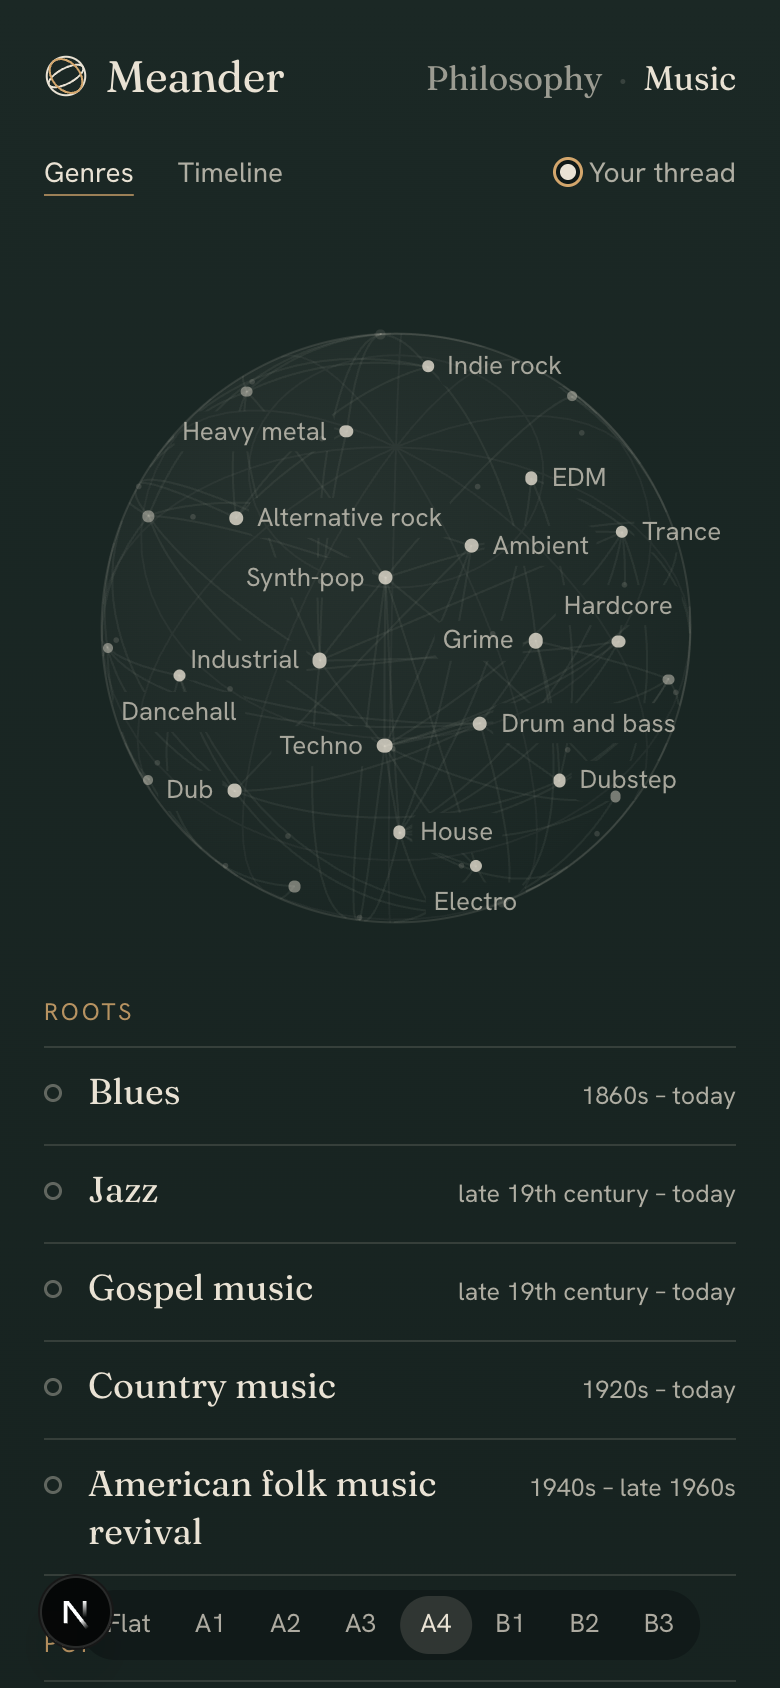 Meander
Philosophy · Music
Genres Timeline Your thread
Indie rock
Heavy metal
EDM
Alternative rock
Trance
Ambient
Synth-pop
Hardcore
Grime
Industrial
Dancehall
Drum and bass
Techno
Dubstep
Dub
House
Electro
ROOTS
Blues 1860s – today
Jazz late 19th century – today
Gospel music late 19th century – today
Country music 1920s – today
American folk music 1940s – late 1960s
revival
N Flat A1 A2 A3 A4 B1 B2 B3